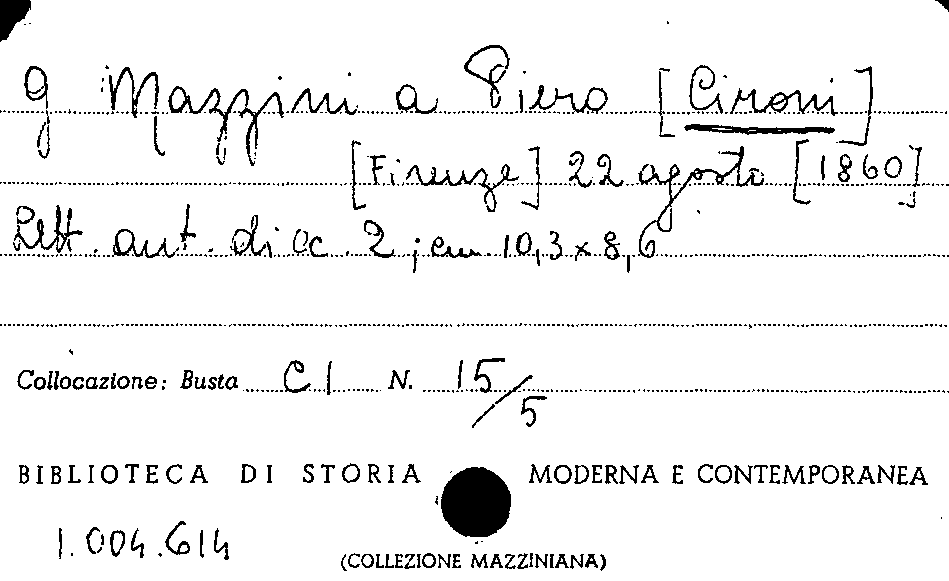 G Mazzini a Piero [Cironi]
[Firenze] 22 agosto [1860]
Lett. aut. di cc. 2 ; cm. 10,3 x 8,6
Collocazione: Busta CI N. 15/5
BIBLIOTECA DI STORIA MODERNA E CONTEMPORANEA
1.004.614
(COLLEZIONE MAZZINIANA)